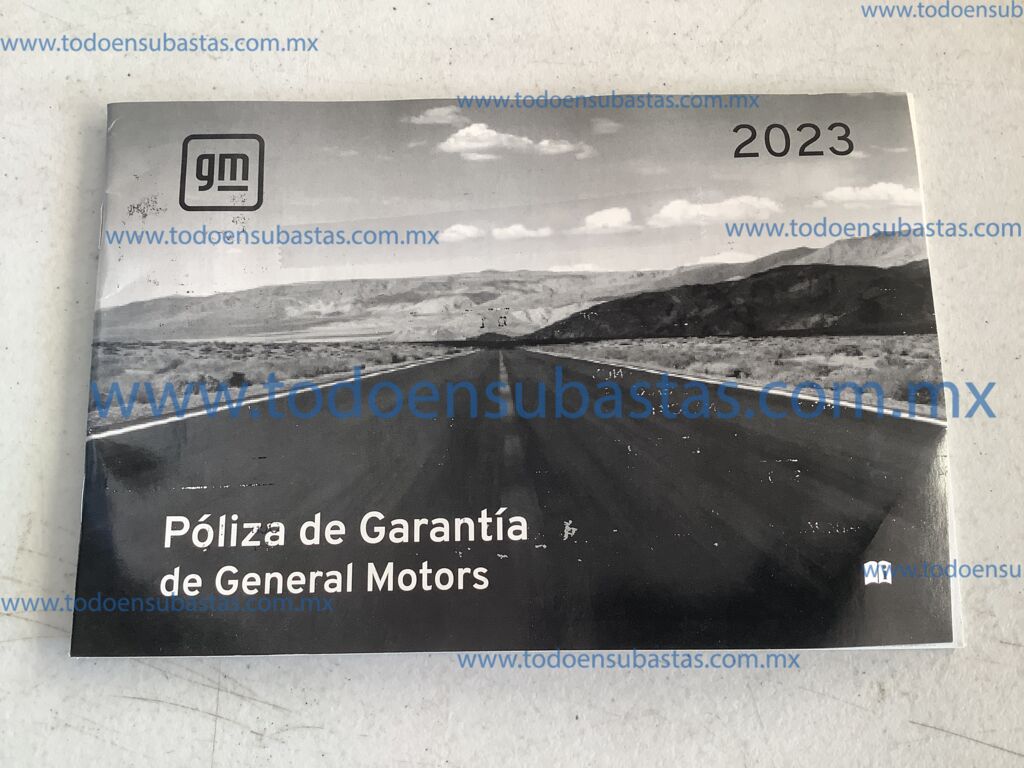 www.todoensubastas.com.mx
www.todoensub
www.todoensubastas.com.mx
gm
2023
www.todoensubastas.com.mx
www.todoensubastas.com
www.todoensubastas.com.mx
Póliza de Garantía
de General Motors
www.todoensu
www.todoensubastas.com.mx
www.todoensubastas.com.mx